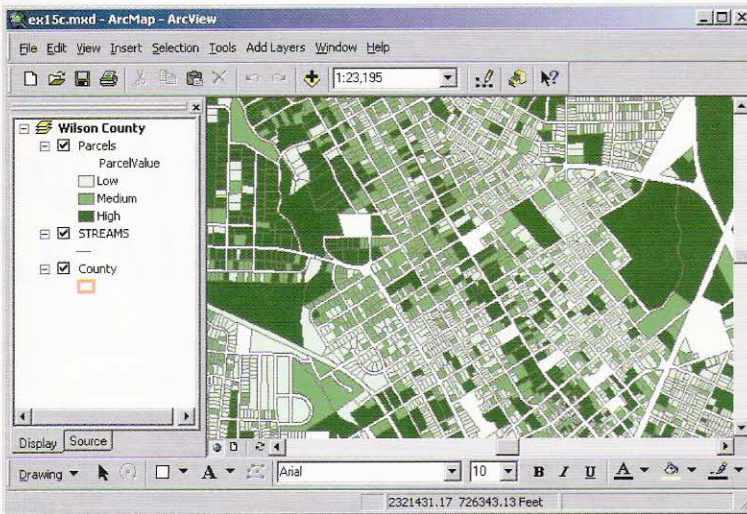 ex15c.mxd - ArcMap - ArcView
File Edit View Insert Selection Tools Add Layers Window Help
1:23,195
Wilson County
Parcels
ParcelValue
Low
Medium
High
STREAMS
County
Display Source
Drawing A Arial 10 B I U A
2321431.17 726343.13 Feet